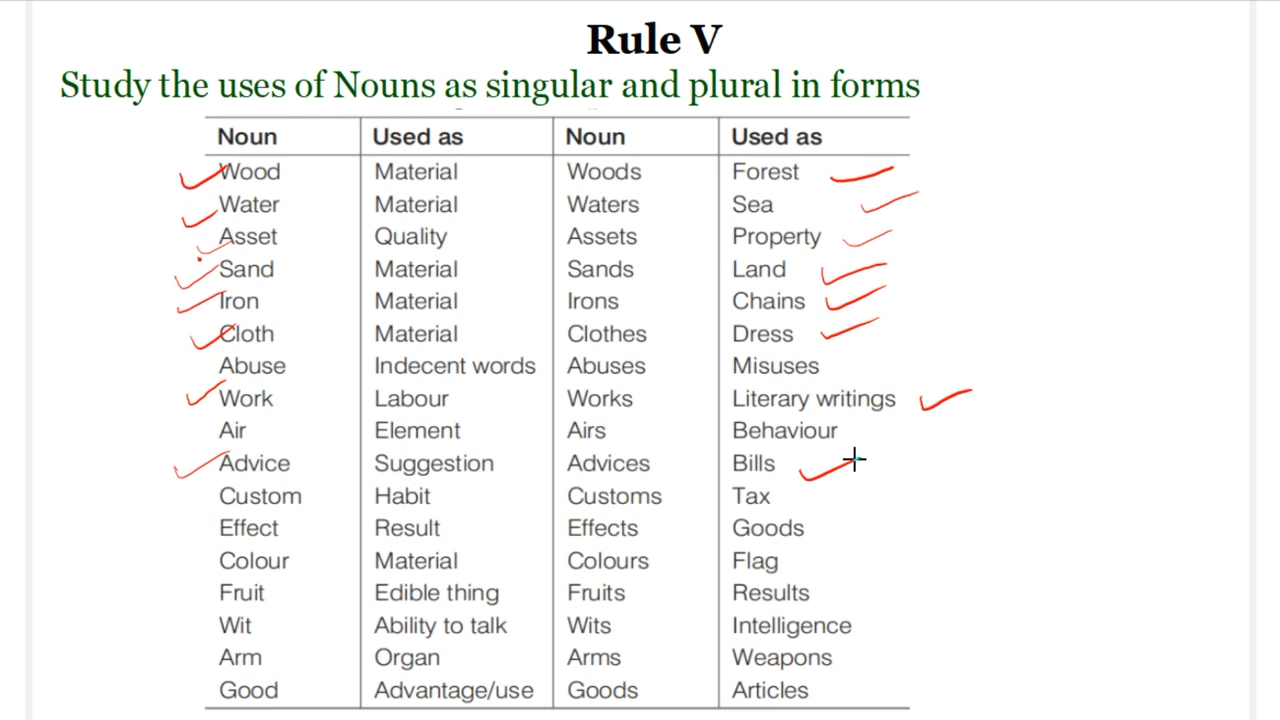 Rule V
Study the uses of Nouns as singular and plural in forms
Noun Used as Noun Used as
Wood Material Woods Forest
Water Material Waters Sea
Asset Quality Assets Property
Sand Material Sands Land
Iron Material Irons Chains
Cloth Material Clothes Dress
Abuse Indecent words Abuses Misuses
Work Labour Works Literary writings
Air Element Airs Behaviour
Advice Suggestion Advices Bills
Custom Habit Customs Tax
Effect Result Effects Goods
Colour Material Colours Flag
Fruit Edible thing Fruits Results
Wit Ability to talk Wits Intelligence
Arm Organ Arms Weapons
Good Advantage/use Goods Articles